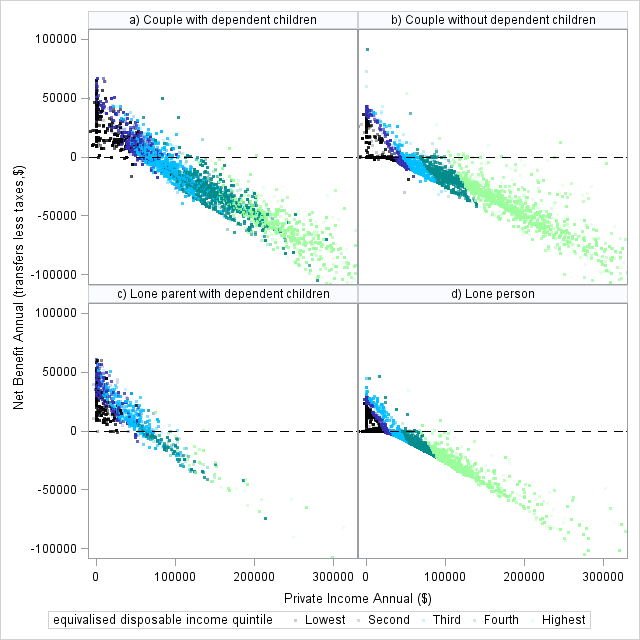 a) Couple with dependent children
b) Couple without dependent children
100000
50000
0
-50000
-100000
c) Lone parent with dependent children
d) Lone person
100000
50000
0
-50000
-100000
Net Benefit Annual (transfers less taxes,$)
0
100000
200000
300000
0
100000
200000
300000
Private Income Annual ($)
equivalised disposable income quintile
Lowest
Second
Third
Fourth
Highest